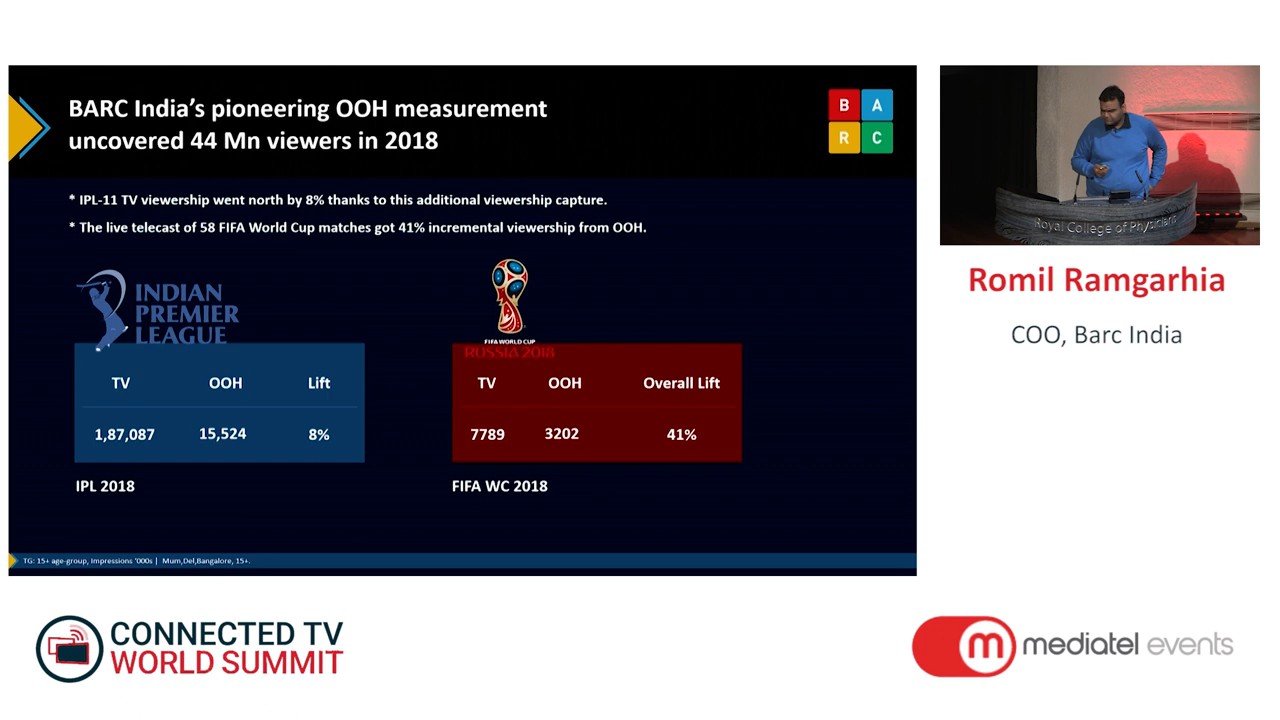 BARC India's pioneering OOH measurement
uncovered 44 Mn viewers in 2018
B A
R C
* IPL-11 TV viewership went north by 8% thanks to this additional viewership capture.
* The live telecast of 58 FIFA World Cup matches got 41% incremental viewership from OOH.
INDIAN
PREMIER
LEAGUE
TV OOH Lift
1,87,087 15,524 8%
IPL 2018
FIFA WORLD CUP
RUSSIA 2018
TV OOH Overall Lift
7789 3202 41%
FIFA WC 2018
TG: 15+ age-group, Impressions '000s | Mum,Del,Bangalore, 15+.
Royal College of Physicians
Romil Ramgarhia
COO, Barc India
CONNECTED TV
WORLD SUMMIT
m mediatel events